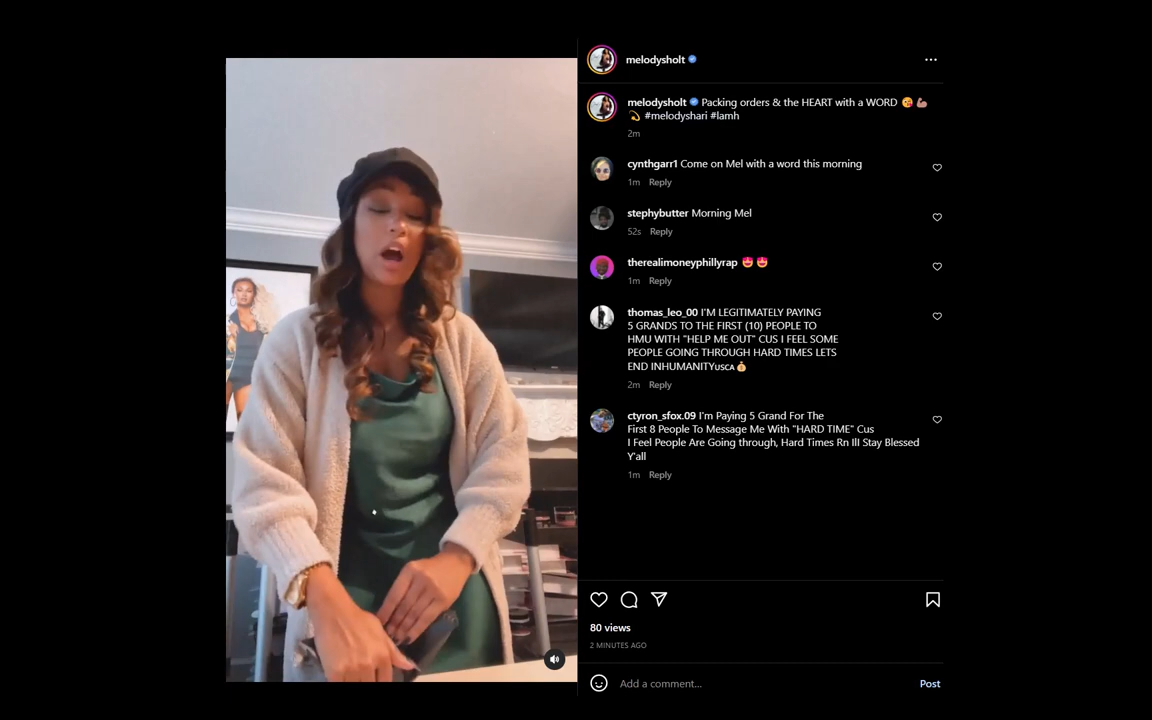 melodysholt
melodysholt Packing orders & the HEART with a WORD 😘 💪🏽
💫 #melodyshari #lamh
2m
cynthgarr1 Come on Mel with a word this morning
1m Reply
stephybutter Morning Mel
52s Reply
therealimoneyphillyrap 😍 😍
1m Reply
thomas_leo_00 I'M LEGITIMATELY PAYING
5 GRANDS TO THE FIRST (10) PEOPLE TO
HMU WITH "HELP ME OUT" CUS I FEEL SOME
PEOPLE GOING THROUGH HARD TIMES LETS
END INHUMANITYᴜꜱᴄᴀ💰
2m Reply
ctyron_sfox.09 I'm Paying 5 Grand For The
First 8 People To Message Me With "HARD TIME" Cus
I Feel People Are Going through, Hard Times Rn Ill Stay Blessed
Y'all
1m Reply
80 views
2 MINUTES AGO
Add a comment... Post